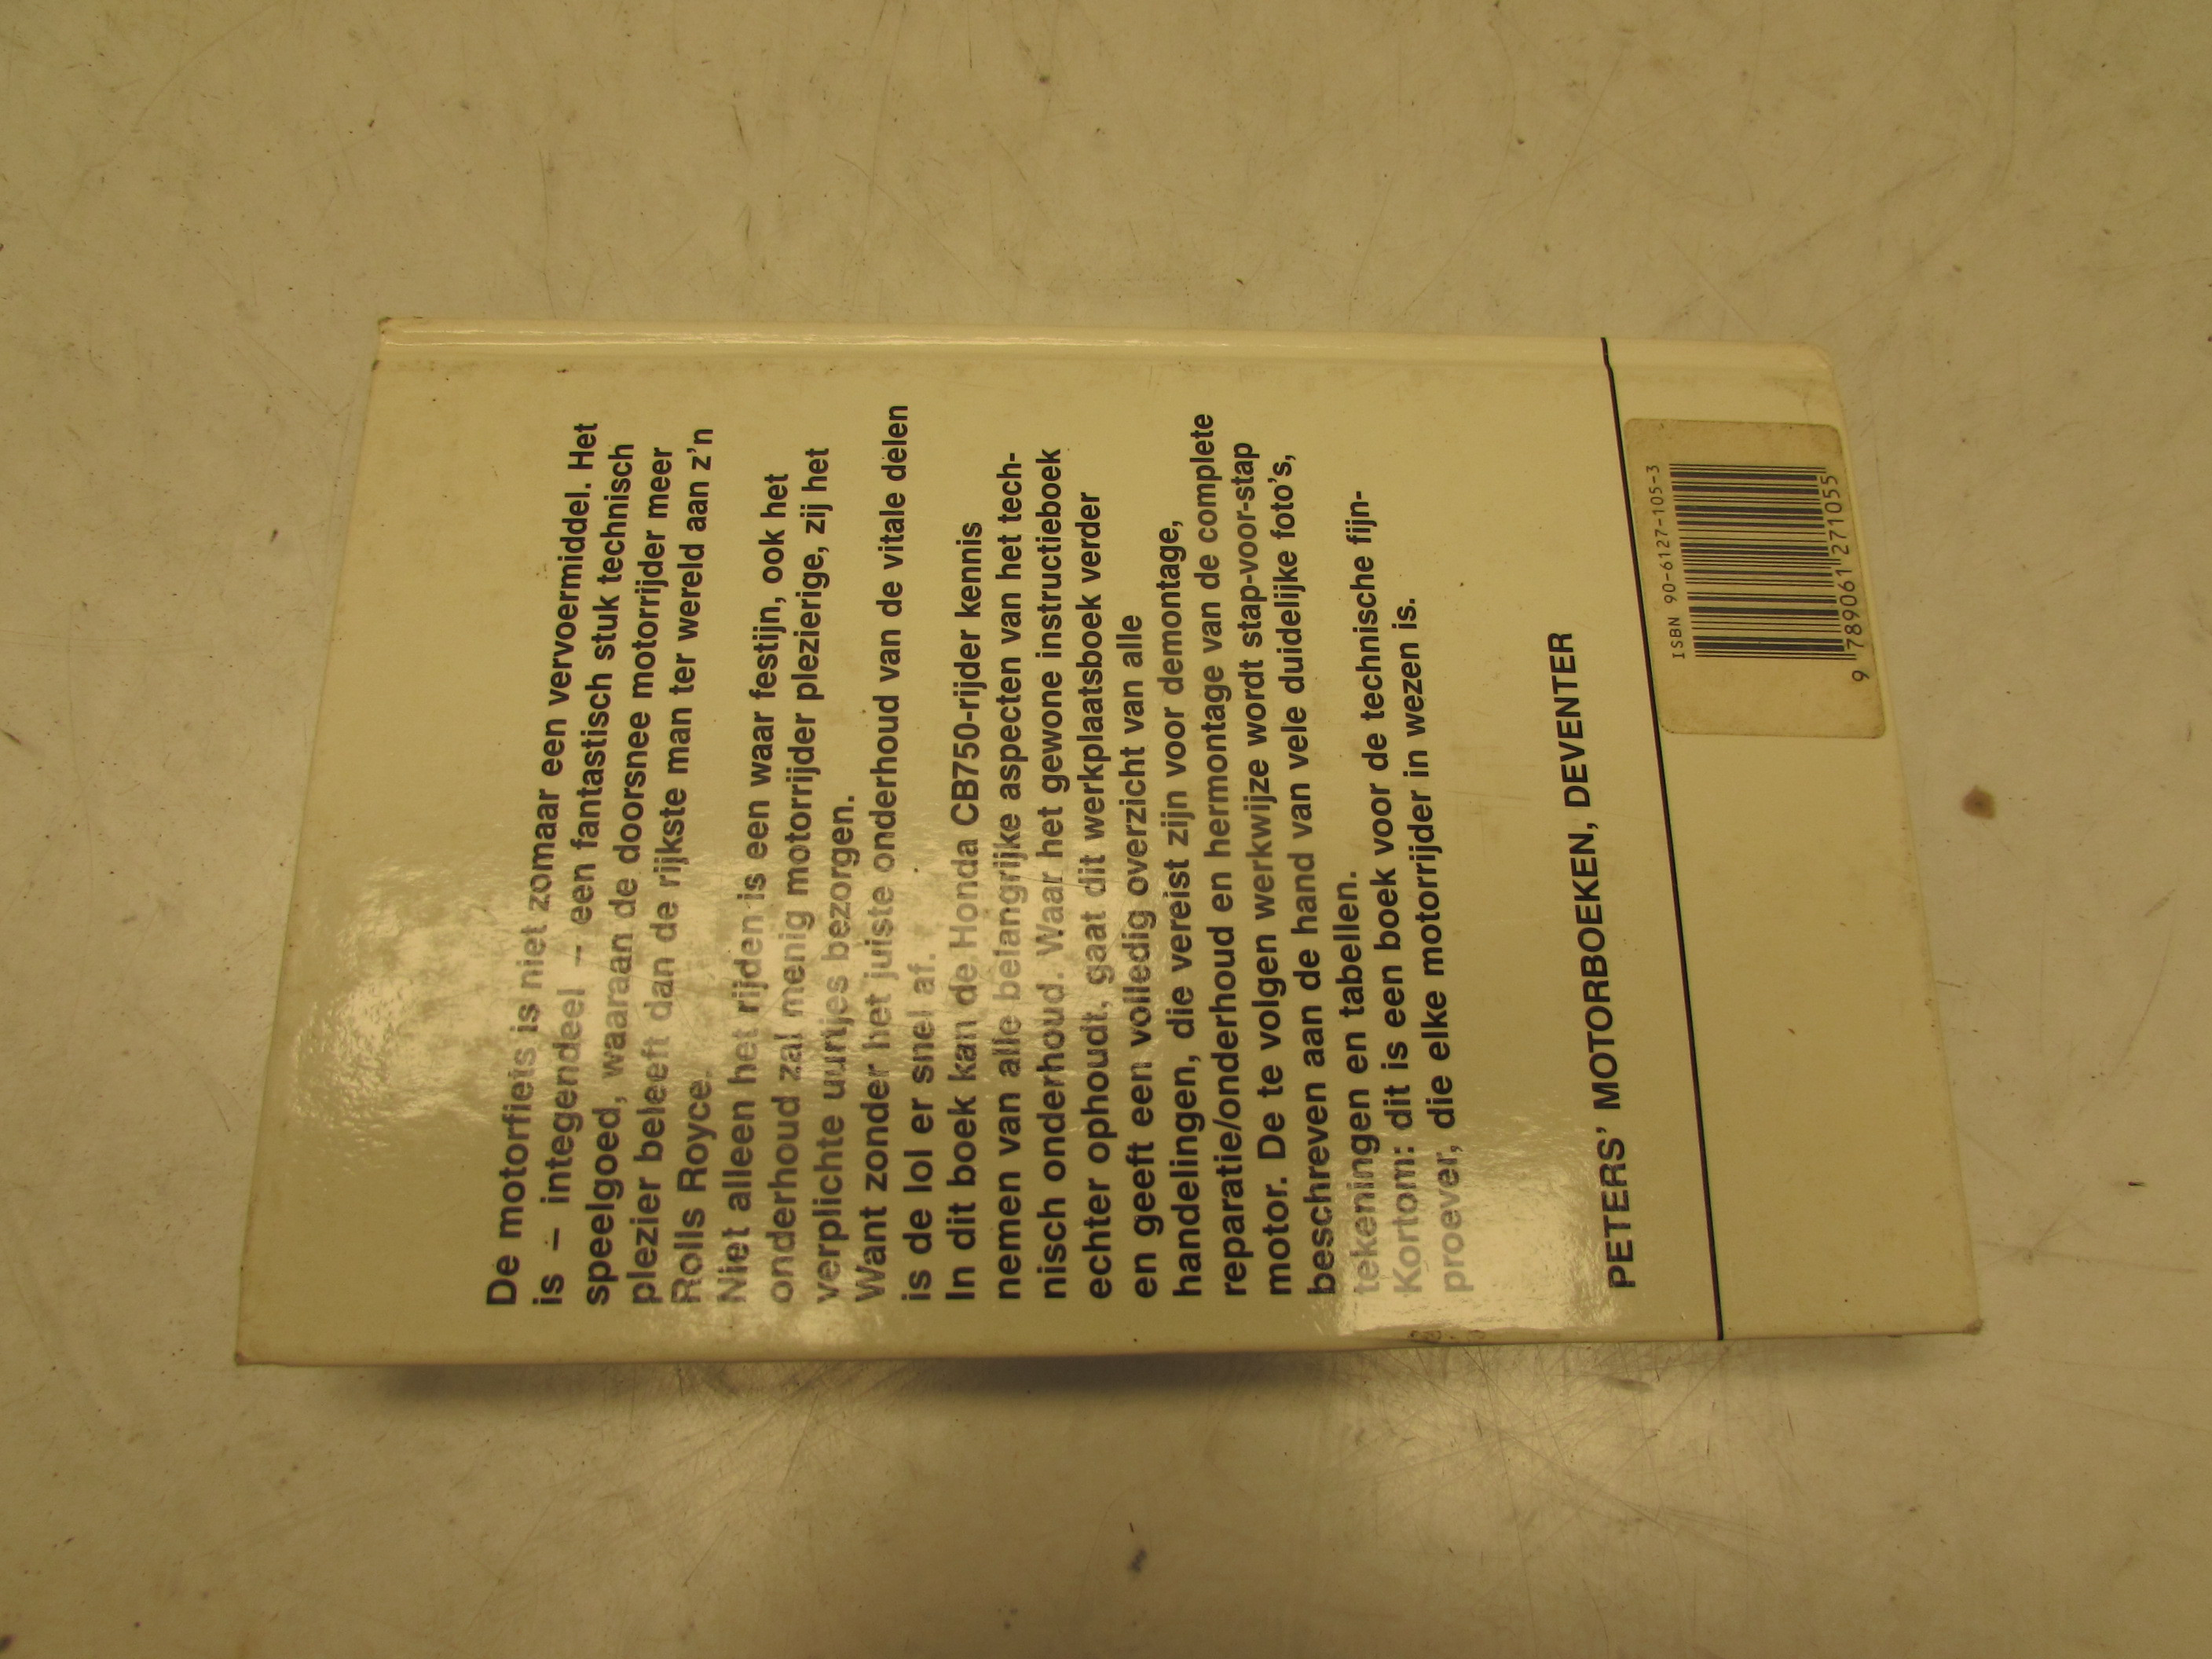 De motorfiets is niet zomaar een vervoermiddel. Het
is – integendeel – een fantastisch stuk technisch
speelgoed, waaraan de doorsnee motorrijder meer
plezier beleeft dan de rijkste man ter wereld aan z'n
Rolls Royce.
Niet alleen het rijden is een waar festijn, ook het
onderhoud zal menig motorrijder plezierige, zij het
verplichte uurtjes bezorgen.
Want zonder het juiste onderhoud van de vitale delen
is de lol er snel af.
In dit boek kan de Honda CB750-rijder kennis
nemen van alle belangrijke aspecten van het tech-
nisch onderhoud. Waar het gewone instructieboek
echter ophoudt, gaat dit werkplaatsboek verder
en geeft een volledig overzicht van alle
handelingen, die vereist zijn voor demontage,
reparatie/onderhoud en hermontage van de complete
motor. De te volgen werkwijze wordt stap-voor-stap
beschreven aan de hand van vele duidelijke foto's,
tekeningen en tabellen.
Kortom: dit is een boek voor de technische fijn-
proever, die elke motorrijder in wezen is.
PETERS' MOTORBOEKEN, DEVENTER
ISBN 90-6127-105-3
9 789061 271055